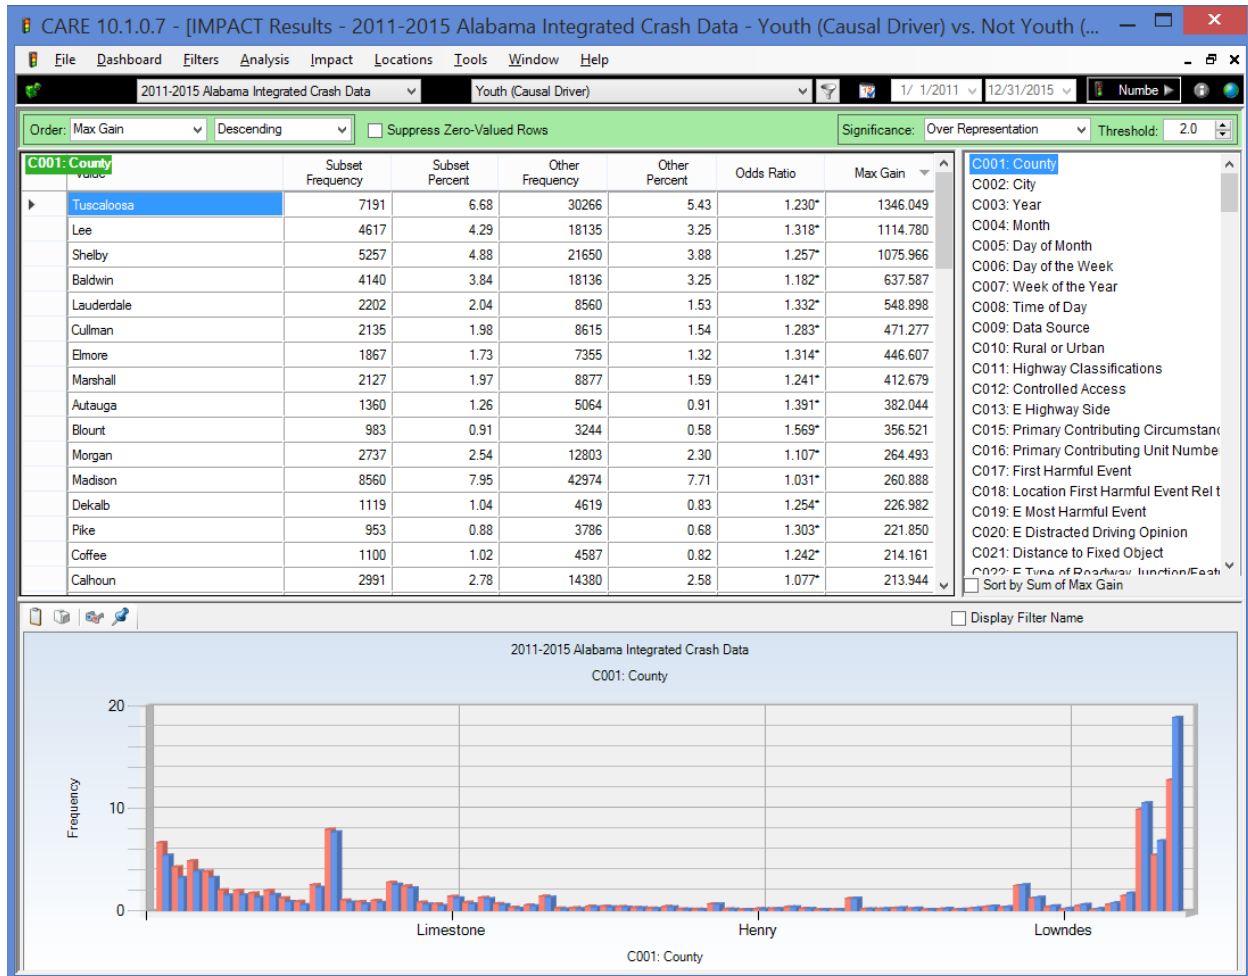 CARE 10.1.0.7 - [IMPACT Results - 2011-2015 Alabama Integrated Crash Data - Youth (Causal Driver) vs. Not Youth (...
File Dashboard Filters Analysis Impact Locations Tools Window Help
2011-2015 Alabama Integrated Crash Data Youth (Causal Driver) 1/ 1/2011 12/31/2015 Numbe
Order: Max Gain Descending Suppress Zero-Valued Rows Significance: Over Representation Threshold: 2.0
C001: County
Value Subset Frequency Subset Percent Other Frequency Other Percent Odds Ratio Max Gain
Tuscaloosa 7191 6.68 30266 5.43 1.230* 1346.049
Lee 4617 4.29 18135 3.25 1.318* 1114.780
Shelby 5257 4.88 21650 3.88 1.257* 1075.966
Baldwin 4140 3.84 18136 3.25 1.182* 637.587
Lauderdale 2202 2.04 8560 1.53 1.332* 548.898
Cullman 2135 1.98 8615 1.54 1.283* 471.277
Elmore 1867 1.73 7355 1.32 1.314* 446.607
Marshall 2127 1.97 8877 1.59 1.241* 412.679
Autauga 1360 1.26 5064 0.91 1.391* 382.044
Blount 983 0.91 3244 0.58 1.569* 356.521
Morgan 2737 2.54 12803 2.30 1.107* 264.493
Madison 8560 7.95 42974 7.71 1.031* 260.888
Dekalb 1119 1.04 4619 0.83 1.254* 226.982
Pike 953 0.88 3786 0.68 1.303* 221.850
Coffee 1100 1.02 4587 0.82 1.242* 214.161
Calhoun 2991 2.78 14380 2.58 1.077* 213.944
C001: County
C002: City
C003: Year
C004: Month
C005: Day of Month
C006: Day of the Week
C007: Week of the Year
C008: Time of Day
C009: Data Source
C010: Rural or Urban
C011: Highway Classifications
C012: Controlled Access
C013: E Highway Side
C015: Primary Contributing Circumstanc
C016: Primary Contributing Unit Numbe
C017: First Harmful Event
C018: Location First Harmful Event Rel t
C019: E Most Harmful Event
C020: E Distracted Driving Opinion
C021: Distance to Fixed Object
C022: E Type of Roadway Junction/Featu
Sort by Sum of Max Gain
Display Filter Name
2011-2015 Alabama Integrated Crash Data
C001: County
20
10
0
Frequency
Limestone Henry Lowndes
C001: County